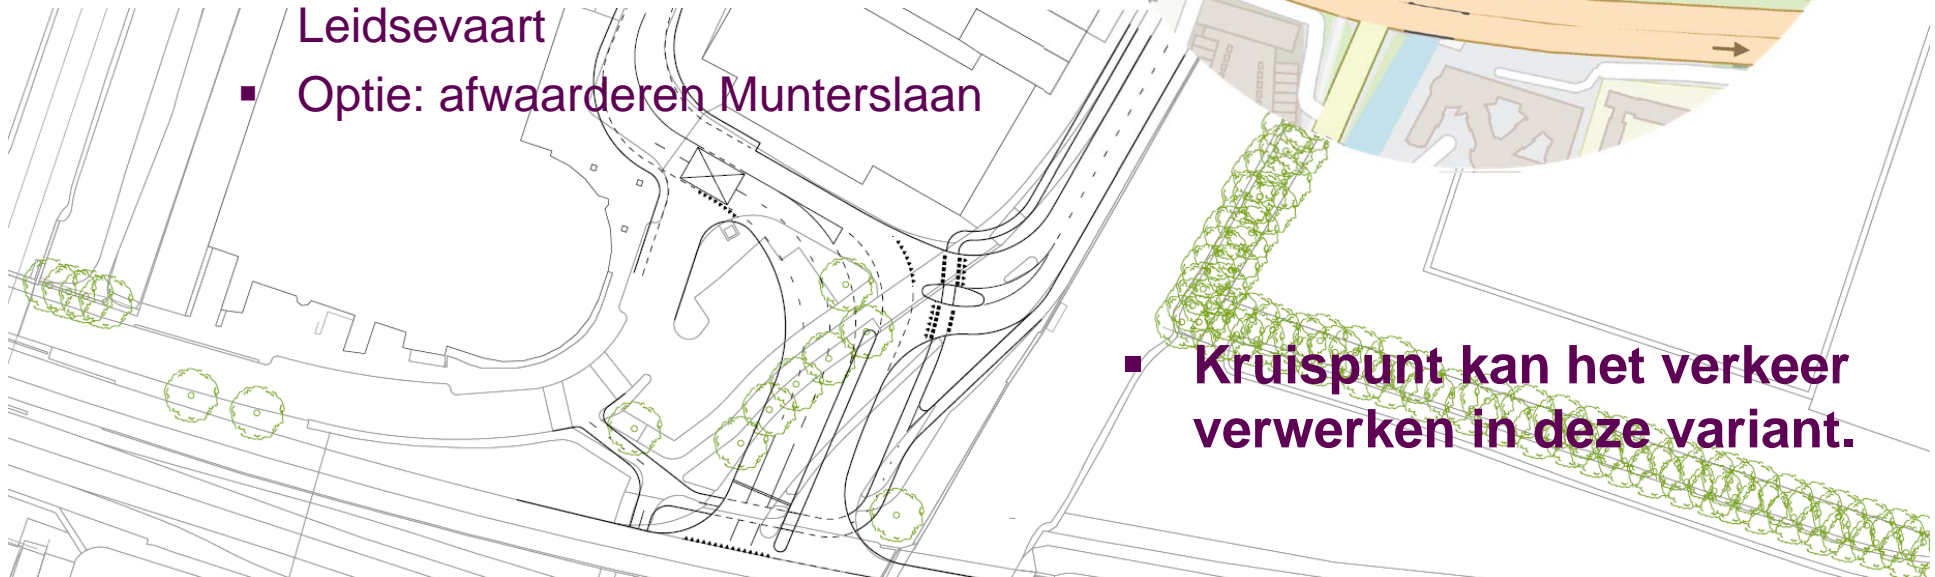 Leidsevaart
▪ Optie: afwaarderen Munterslaan
▪ Kruispunt kan het verkeer
verwerken in deze variant.